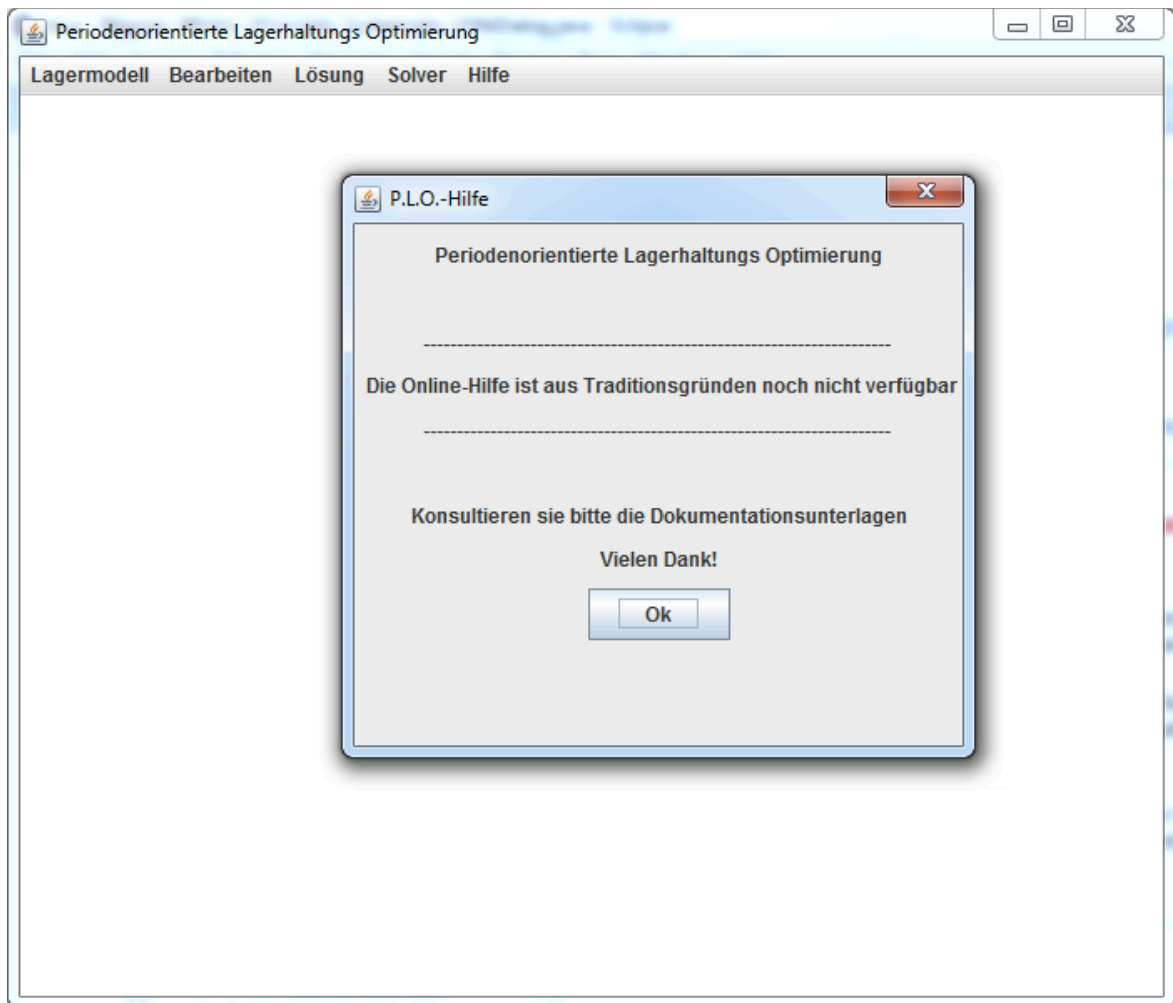 Periodenorientierte Lagerhaltungs Optimierung
Lagermodell Bearbeiten Lösung Solver Hilfe
P.L.O.-Hilfe
Periodenorientierte Lagerhaltungs Optimierung
----------------------------------------------------------------------
Die Online-Hilfe ist aus Traditionsgründen noch nicht verfügbar
----------------------------------------------------------------------
Konsultieren sie bitte die Dokumentationsunterlagen
Vielen Dank!
Ok